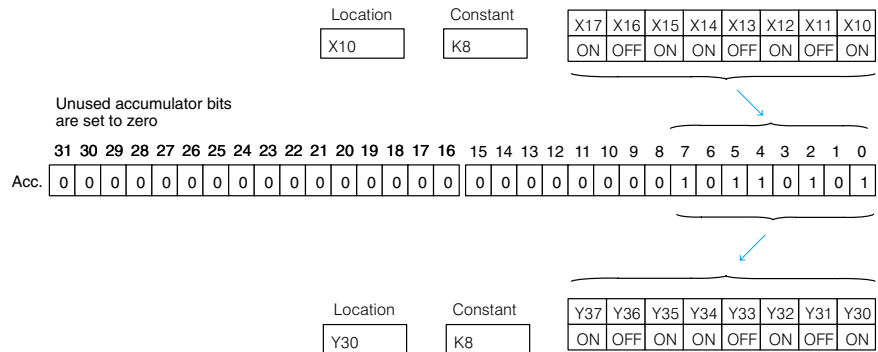 Location Constant X17 X16 X15 X14 X13 X12 X11 X10
X10 K8 ON OFF ON ON OFF ON OFF ON
Unused accumulator bits
are set to zero
31 30 29 28 27 26 25 24 23 22 21 20 19 18 17 16 15 14 13 12 11 10 9 8 7 6 5 4 3 2 1 0
Acc. 0 0 0 0 0 0 0 0 0 0 0 0 0 0 0 0 0 0 0 0 0 0 0 0 1 0 1 1 0 1 0 1
Location Constant Y37 Y36 Y35 Y34 Y33 Y32 Y31 Y30
Y30 K8 ON OFF ON ON OFF ON OFF ON